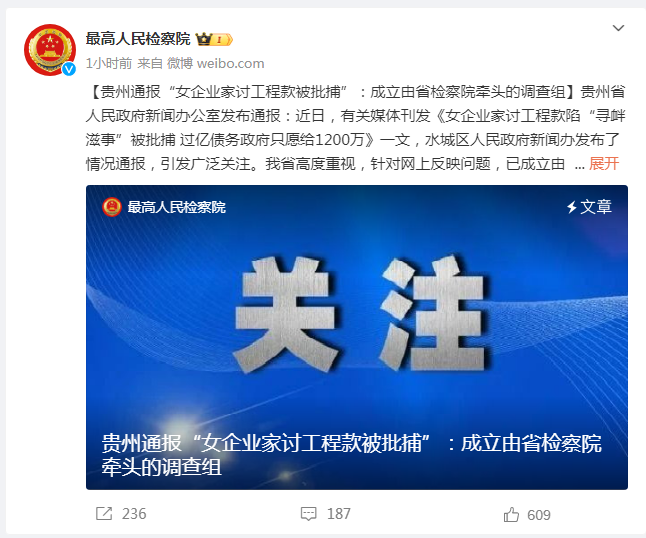 最高人民检察院
1小时前 来自 微博 weibo.com
【贵州通报“女企业家讨工程款被批捕”：成立由省检察院牵头的调查组】贵州省
人民政府新闻办公室发布通报：近日，有关媒体刊发《女企业家讨工程款陷“寻衅
滋事”被批捕 过亿债务政府只愿给1200万》一文，水城区人民政府新闻办发布了
情况通报，引发广泛关注。我省高度重视，针对网上反映问题，已成立由 ... 展开
最高人民检察院
文章
关注
贵州通报“女企业家讨工程款被批捕”：成立由省检察院
牵头的调查组
236
187
609